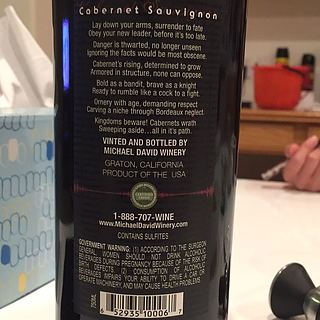 Cabernet Sauvignon
Lay down your arms, surrender to fate
Obey your new leader, before it's too late.
Danger is thwarted, no longer unseen
Ignoring the facts would be most obscene.
Cabernet's rising, determined to grow
Armored in structure, none can oppose.
Bold as a bandit, brave as a knight
Ready to rumble like a cock to a fight.
Ornery with age, demanding respect
Carving a niche through Bordeaux neglect.
Kingdoms beware! Cabernets wrath
Sweeping aside...all in it's path.
VINTED AND BOTTLED BY
MICHAEL DAVID WINERY
GRATON, CALIFORNIA
PRODUCT OF THE USA
1-888-707-WINE
www.MichaelDavidWinery.com
CONTAINS SULFITES
GOVERNMENT WARNING: (1) ACCORDING TO THE SURGEON
GENERAL, WOMEN SHOULD NOT DRINK ALCOHOLIC
BEVERAGES DURING PREGNANCY BECAUSE OF THE RISK OF
BIRTH DEFECTS. (2) CONSUMPTION OF ALCOHOLIC
BEVERAGES IMPAIRS YOUR ABILITY TO DRIVE A CAR OR
OPERATE MACHINERY, AND MAY CAUSE HEALTH PROBLEMS.
750ML
6 52935 10006 7